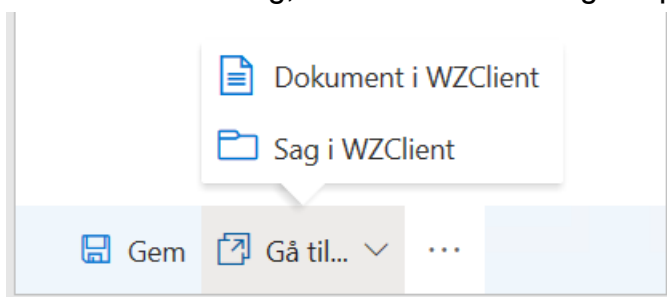 Dokument i WZClient
Sag i WZClient
Gem Gå til... ...